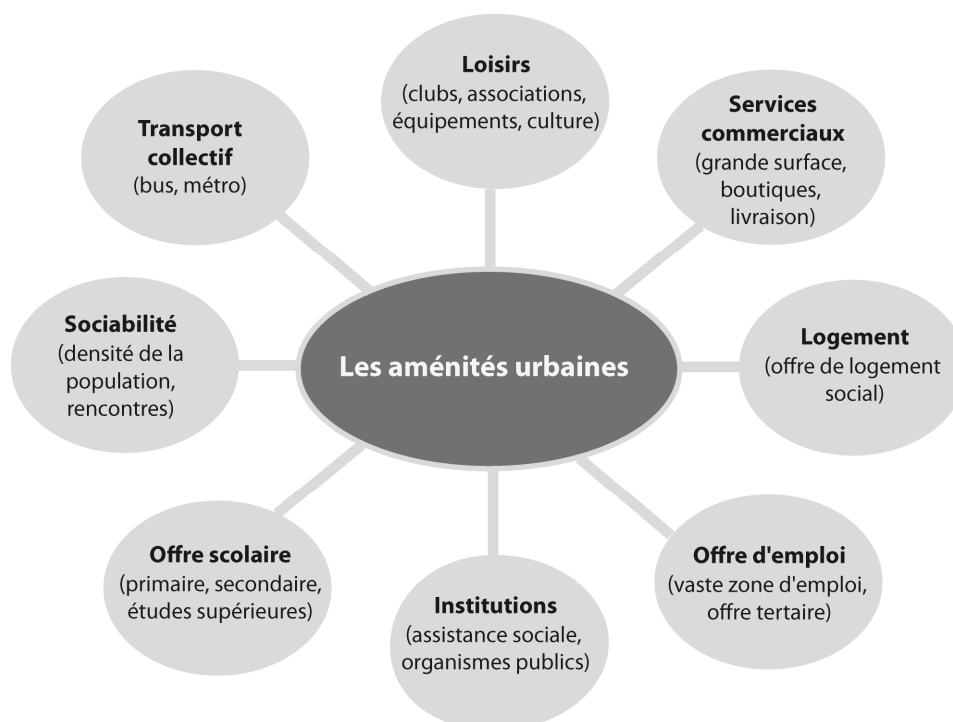 Loisirs
(clubs, associations,
équipements, culture)
Services
commerciaux
(grande surface,
boutiques,
livraison)
Transport
collectif
(bus, métro)
Sociabilité
(densité de la
population,
rencontres)
Les aménités urbaines
Logement
(offre de logement
social)
Offre scolaire
(primaire, secondaire,
études supérieures)
Institutions
(assistance sociale,
organismes publics)
Offre d'emploi
(vaste zone d'emploi,
offre tertaire)